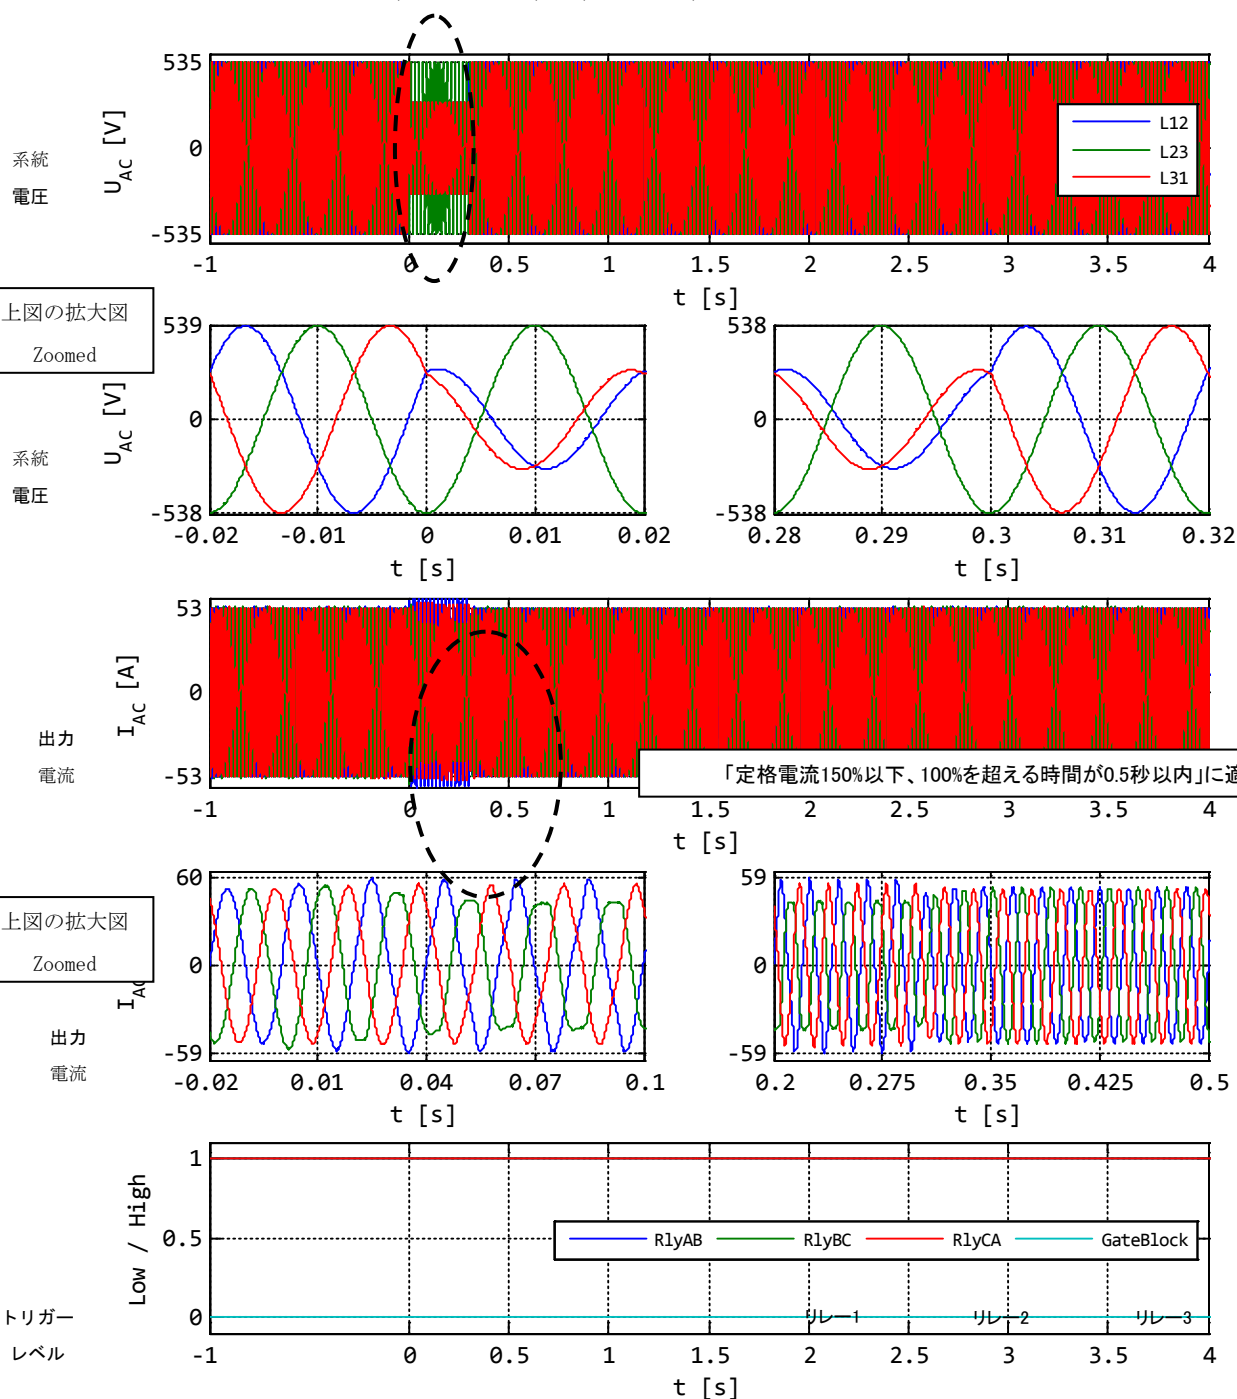 535
0
-535
U_AC [V]
系統
電圧
L12
L23
L31
-1 0 0.5 1 1.5 2 2.5 3 3.5 4
t [s]
上図の拡大図
Zoomed
539
0
-538
U_AC [V]
系統
電圧
-0.02 -0.01 0 0.01 0.02
t [s]
538
0
-538
0.28 0.29 0.3 0.31 0.32
t [s]
53
0
-53
I_AC [A]
出力
電流
「定格電流150%以下、100%を超える時間が0.5秒以内」に適
-1 0 0.5 1 1.5 2 2.5 3 3.5 4
t [s]
上図の拡大図
Zoomed
60
0
-59
I_AC
出力
電流
-0.02 0.01 0.04 0.07 0.1
t [s]
59
0
-59
0.2 0.275 0.35 0.425 0.5
t [s]
1
0.5
0
Low / High
RlyAB RlyBC RlyCA GateBlock
リレー1 リレー2 リレー3
トリガー
レベル
-1 0 0.5 1 1.5 2 2.5 3 3.5 4
t [s]